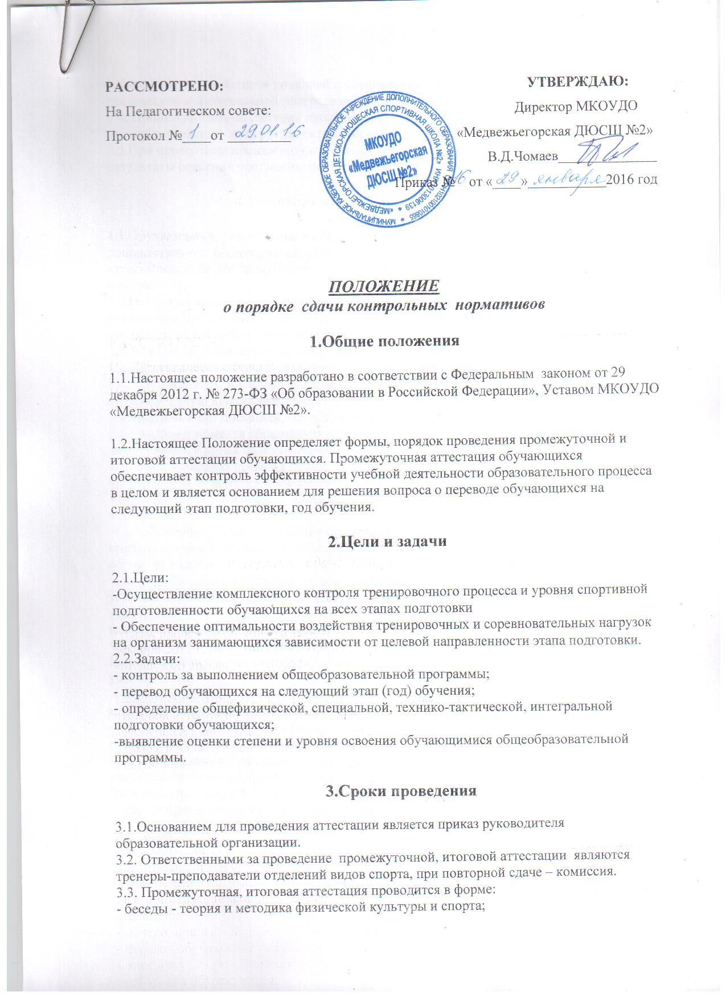 РАССМОТРЕНО:
На Педагогическом совете:
Протокол № 1 от 29.01.16
УТВЕРЖДАЮ:
Директор МКОУДО
«Медвежьегорская ДЮСШ №2»
В.Д.Чомаев
Приказ № 16 от « 29 » января 2016 год
МУНИЦИПАЛЬНОЕ КАЗЕННОЕ ОБРАЗОВАТЕЛЬНОЕ УЧРЕЖДЕНИЕ ДОПОЛНИТЕЛЬНОГО ОБРАЗОВАНИЯ
«МЕДВЕЖЬЕГОРСКАЯ ДЕТСКО-ЮНОШЕСКАЯ СПОРТИВНАЯ ШКОЛА №2»
МКОУДО
«Медвежьегорская
ДЮСШ №2»
ПОЛОЖЕНИЕ
о порядке сдачи контрольных нормативов
1.Общие положения
1.1.Настоящее положение разработано в соответствии с Федеральным законом от 29
декабря 2012 г. № 273-ФЗ «Об образовании в Российской Федерации», Уставом МКОУДО
«Медвежьегорская ДЮСШ №2».
1.2.Настоящее Положение определяет формы, порядок проведения промежуточной и
итоговой аттестации обучающихся. Промежуточная аттестация обучающихся
обеспечивает контроль эффективности учебной деятельности образовательного процесса
в целом и является основанием для решения вопроса о переводе обучающихся на
следующий этап подготовки, год обучения.
2.Цели и задачи
2.1.Цели:
-Осуществление комплексного контроля тренировочного процесса и уровня спортивной
подготовленности обучающихся на всех этапах подготовки
- Обеспечение оптимальности воздействия тренировочных и соревновательных нагрузок
на организм занимающихся зависимости от целевой направленности этапа подготовки.
2.2.Задачи:
- контроль за выполнением общеобразовательной программы;
- перевод обучающихся на следующий этап (год) обучения;
- определение общефизической, специальной, технико-тактической, интегральной
подготовки обучающихся;
-выявление оценки степени и уровня освоения обучающимися общеобразовательной
программы.
3.Сроки проведения
3.1.Основанием для проведения аттестации является приказ руководителя
образовательной организации.
3.2. Ответственными за проведение промежуточной, итоговой аттестации являются
тренеры-преподаватели отделений видов спорта, при повторной сдаче – комиссия.
3.3. Промежуточная, итоговая аттестация проводится в форме:
- беседы - теория и методика физической культуры и спорта;